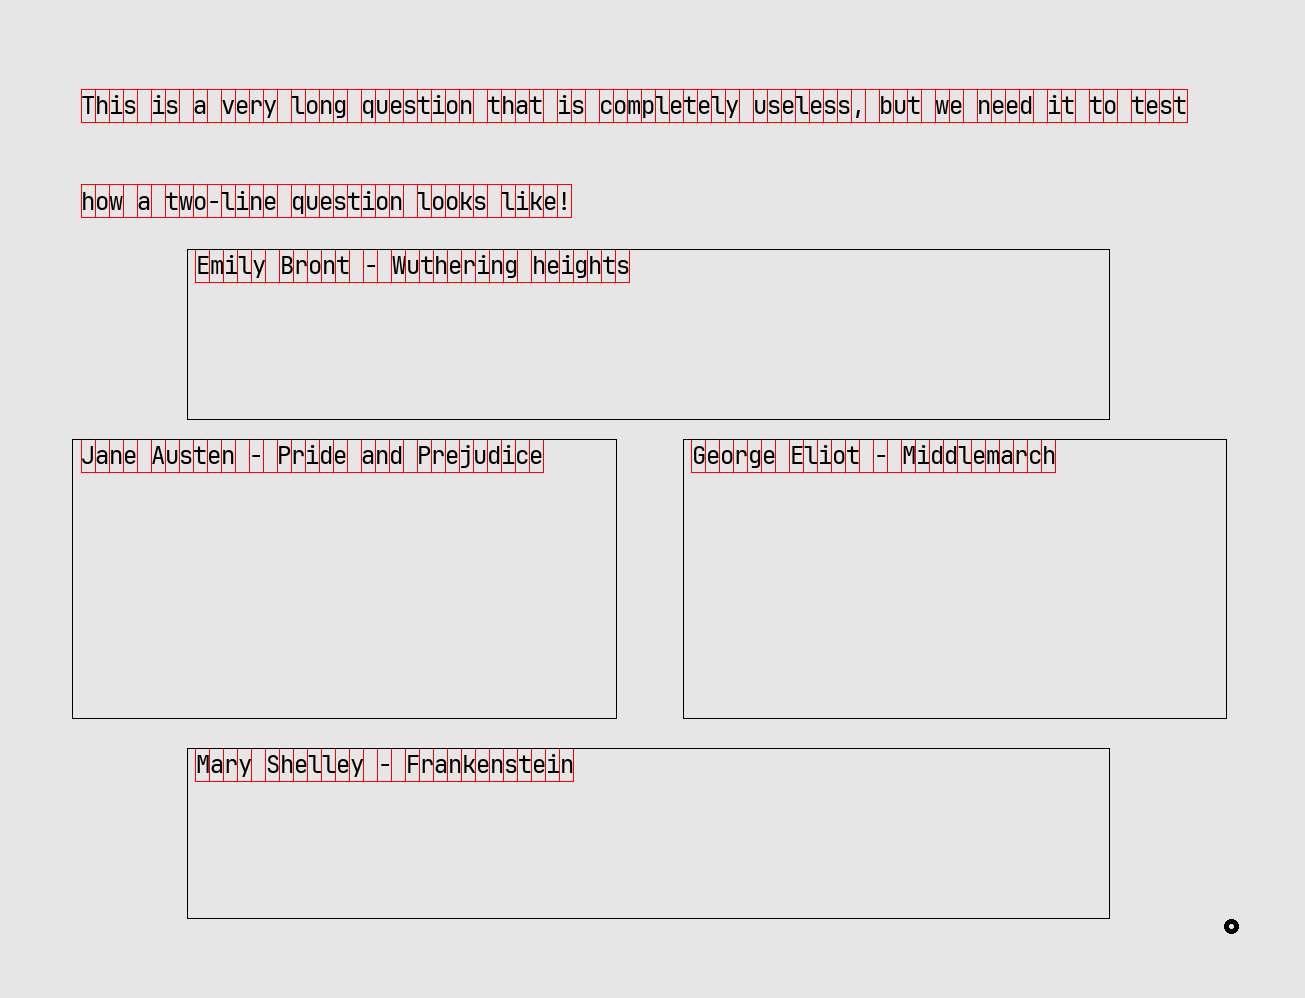 This is a very long question that is completely useless, but we need it to test
how a two-line question looks like!
Emily Bront - Wuthering heights
Jane Austen - Pride and Prejudice
George Eliot - Middlemarch
Mary Shelley - Frankenstein